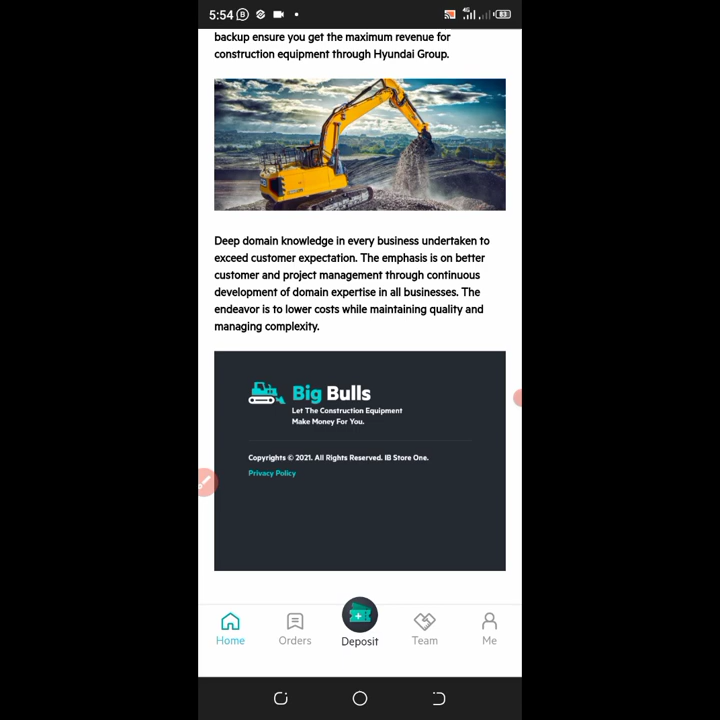 5:54
4G
83
backup ensure you get the maximum revenue for
construction equipment through Hyundai Group.
Deep domain knowledge in every business undertaken to
exceed customer expectation. The emphasis is on better
customer and project management through continuous
development of domain expertise in all businesses. The
endeavor is to lower costs while maintaining quality and
managing complexity.
Big Bulls
Let The Construction Equipment
Make Money For You.
Copyrights © 2021. All Rights Reserved. IB Store One.
Privacy Policy
Home Orders Deposit Team Me